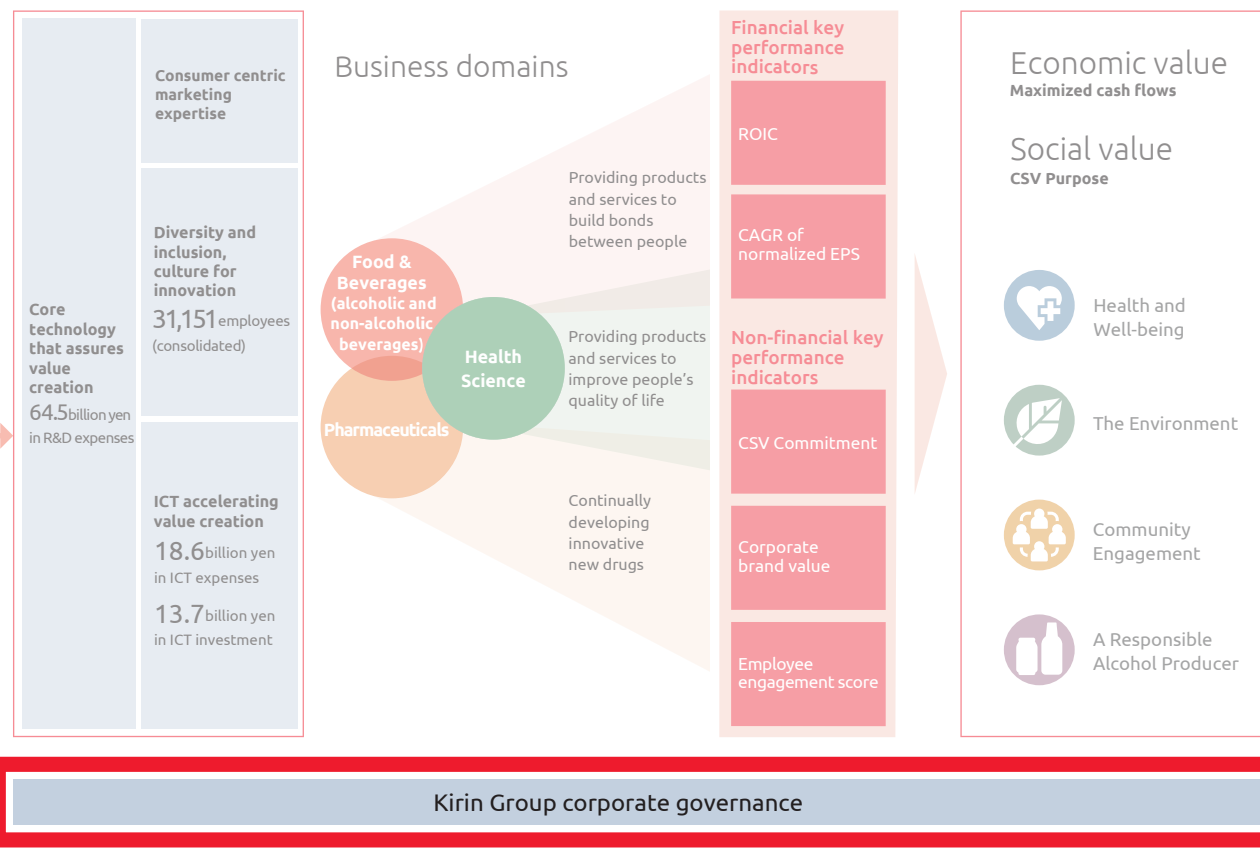 Core
technology
that assures
value
creation
64.5billion yen
in R&D expenses
Consumer centric
marketing
expertise
Diversity and
inclusion,
culture for
innovation
31,151 employees
(consolidated)
ICT accelerating
value creation
18.6 billion yen
in ICT expenses
13.7 billion yen
in ICT investment
Business domains
Food &
Beverages
(alcoholic and
non-alcoholic
beverages)
Health
Science
Pharmaceuticals
Providing products
and services to
build bonds
between people
Providing products
and services to
improve people's
quality of life
Continually
developing
innovative
new drugs
Financial key
performance
indicators
ROIC
CAGR of
normalized EPS
Non-financial key
performance
indicators
CSV Commitment
Corporate
brand value
Employee
engagement score
Economic value
Maximized cash flows
Social value
CSV Purpose
Health and
Well-being
The Environment
Community
Engagement
A Responsible
Alcohol Producer
Kirin Group corporate governance